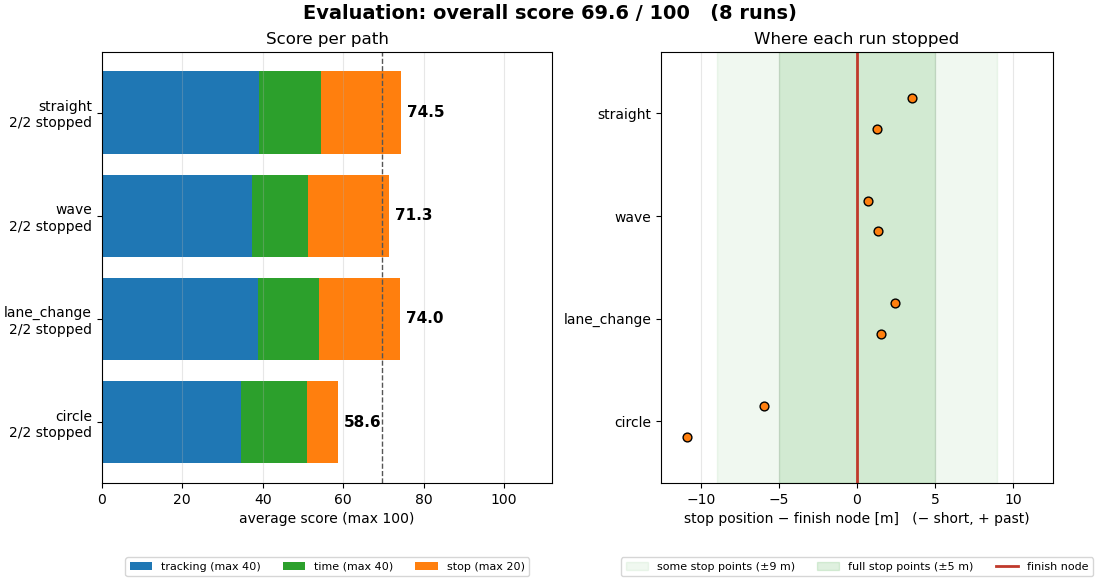 Evaluation: overall score 69.6 / 100   (8 runs)
Score per path
straight
2/2 stopped
74.5
wave
2/2 stopped
71.3
lane_change
2/2 stopped
74.0
circle
2/2 stopped
58.6
0 20 40 60 80 100
average score (max 100)
tracking (max 40) time (max 40) stop (max 20)
Where each run stopped
straight
wave
lane_change
circle
−10 −5 0 5 10
stop position − finish node [m]   (− short, + past)
some stop points (±9 m) full stop points (±5 m) finish node